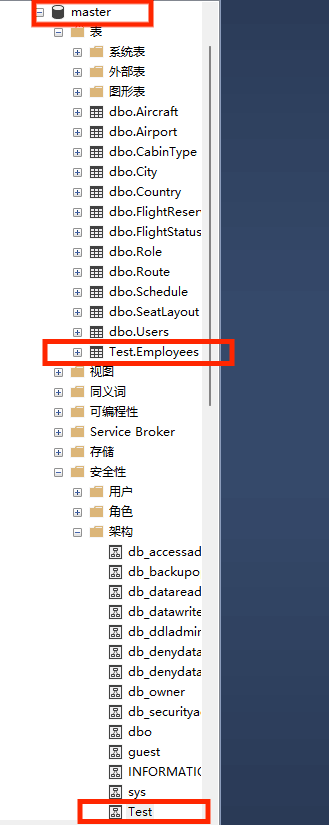 master
表
系统表
外部表
图形表
dbo.Aircraft
dbo.Airport
dbo.CabinType
dbo.City
dbo.Country
dbo.FlightReser
dbo.FlightStatus
dbo.Role
dbo.Route
dbo.Schedule
dbo.SeatLayout
dbo.Users
Test.Employees
视图
同义词
可编程性
Service Broker
存储
安全性
用户
角色
架构
db_accessad
db_backupo
db_dataread
db_datawrite
db_ddladmin
db_denydata
db_denydata
db_owner
db_securitya
dbo
guest
INFORMATIC
sys
Test